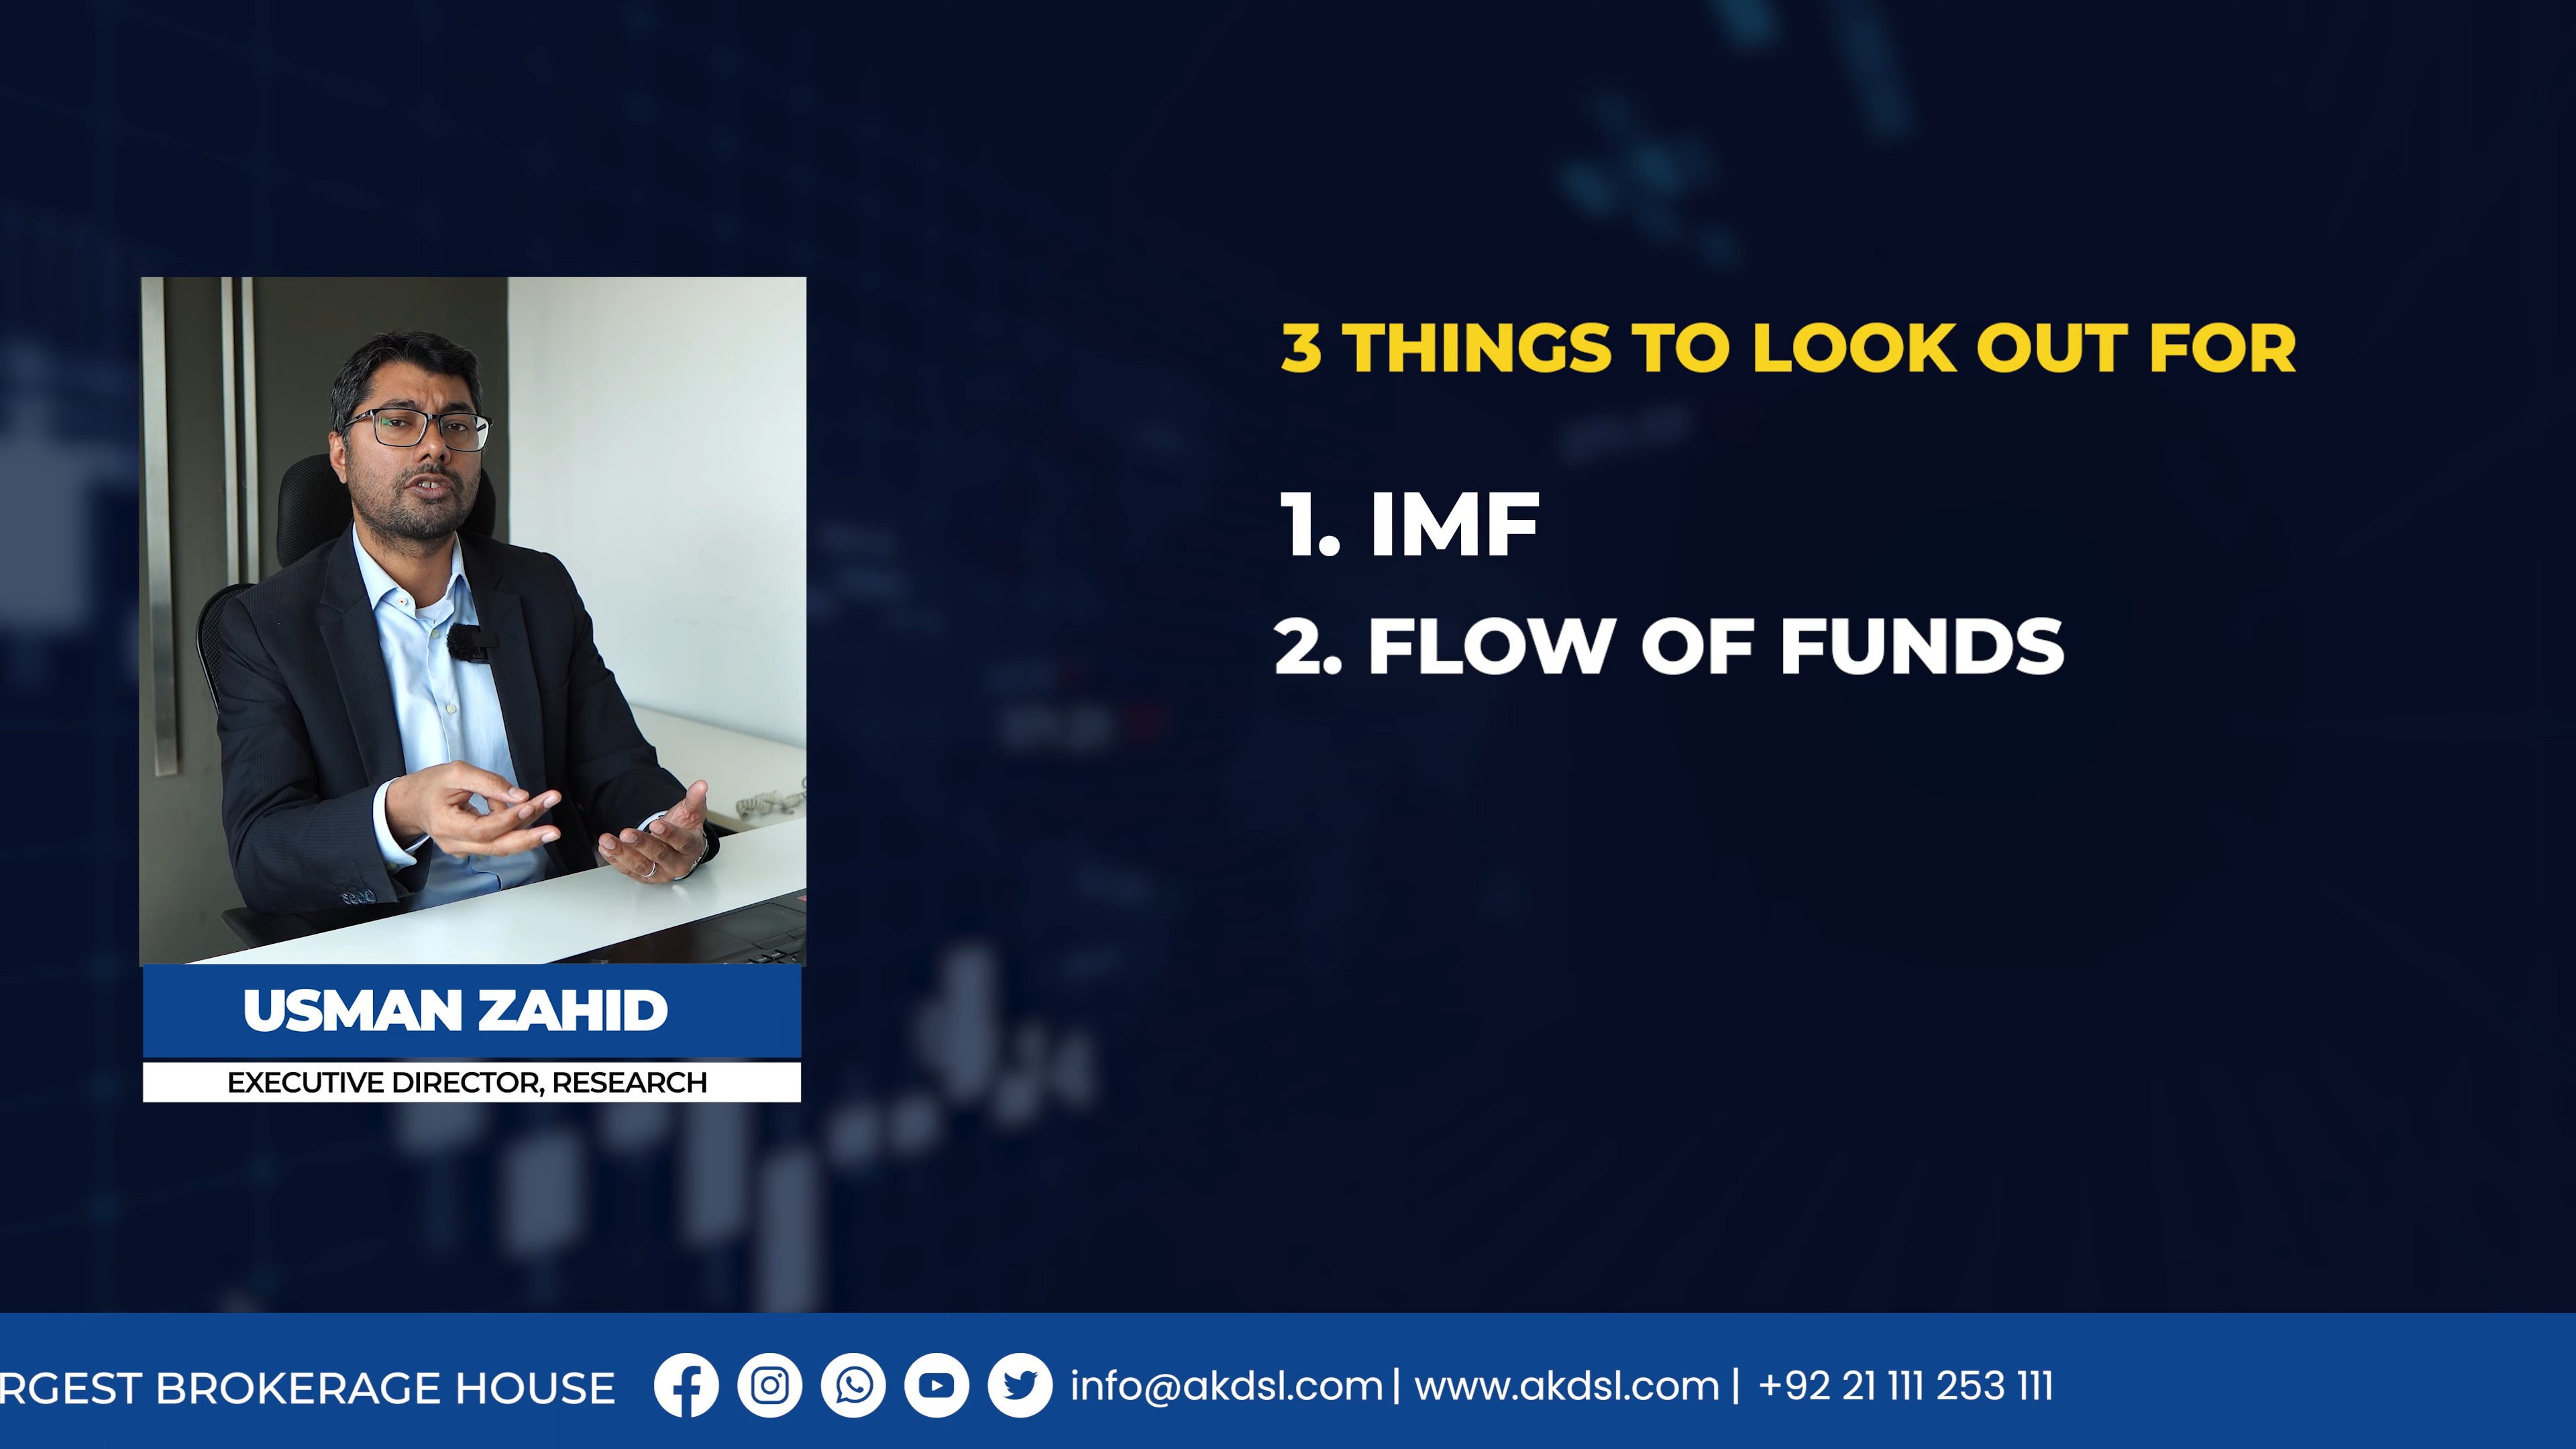 3 THINGS TO LOOK OUT FOR
1. IMF
2. FLOW OF FUNDS
USMAN ZAHID
EXECUTIVE DIRECTOR, RESEARCH
RGEST BROKERAGE HOUSE info@akdsl.com | www.akdsl.com | +92 21 111 253 111